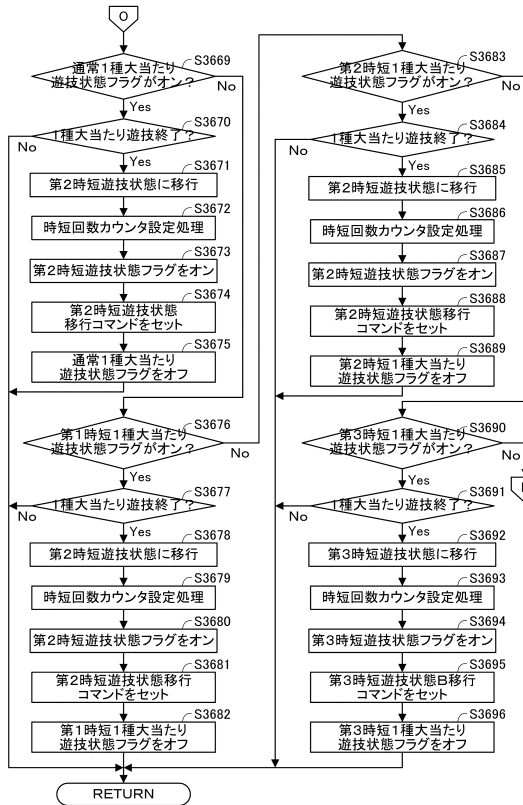 O
S3669
通常1種大当たり
遊技状態フラグがオン？
No
Yes
S3670
1種大当たり遊技終了？
No
Yes
S3671
第2時短遊技状態に移行
S3672
時短回数カウンタ設定処理
S3673
第2時短遊技状態フラグをオン
S3674
第2時短遊技状態
移行コマンドをセット
S3675
通常1種大当たり
遊技状態フラグをオフ
S3676
第1時短1種大当たり
遊技状態フラグがオン？
No
Yes
S3677
1種大当たり遊技終了？
No
Yes
S3678
第2時短遊技状態に移行
S3679
時短回数カウンタ設定処理
S3680
第2時短遊技状態フラグをオン
S3681
第2時短遊技状態移行
コマンドをセット
S3682
第1時短1種大当たり
遊技状態フラグをオフ
RETURN
S3683
第2時短1種大当たり
遊技状態フラグがオン？
No
Yes
S3684
1種大当たり遊技終了？
No
Yes
S3685
第2時短遊技状態に移行
S3686
時短回数カウンタ設定処理
S3687
第2時短遊技状態フラグをオン
S3688
第2時短遊技状態移行
コマンドをセット
S3689
第2時短1種大当たり
遊技状態フラグをオフ
S3690
第3時短1種大当たり
遊技状態フラグがオン？
No
Yes
S3691
1種大当たり遊技終了？
No
Yes
S3692
第3時短遊技状態に移行
S3693
時短回数カウンタ設定処理
S3694
第3時短遊技状態フラグをオン
S3695
第3時短遊技状態B移行
コマンドをセット
S3696
第3時短1種大当たり
遊技状態フラグをオフ